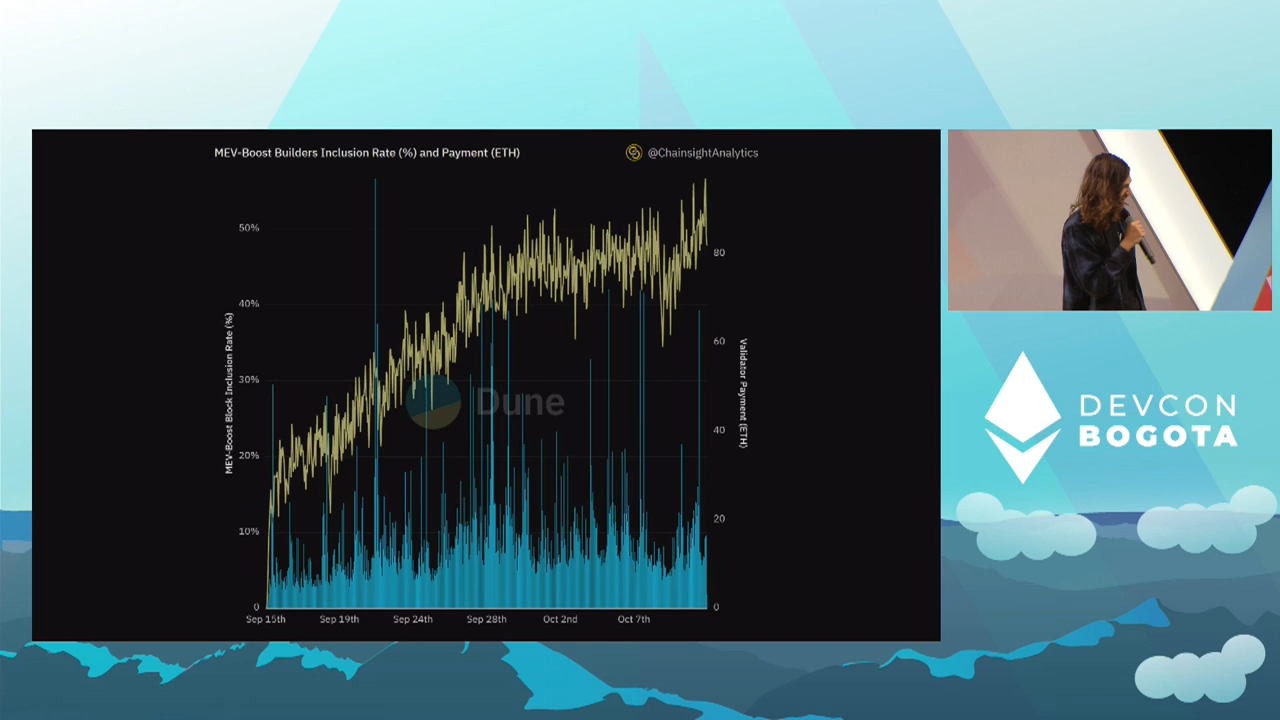 MEV-Boost Builders Inclusion Rate (%) and Payment (ETH)
@ChainsightAnalytics
MEV-Boost Block Inclusion Rate (%)
50%
40%
30%
20%
10%
0
Dune
80
60
40
20
0
Validator Payment (ETH)
Sep 15th
Sep 19th
Sep 24th
Sep 28th
Oct 2nd
Oct 7th
DEVCON
BOGOTA